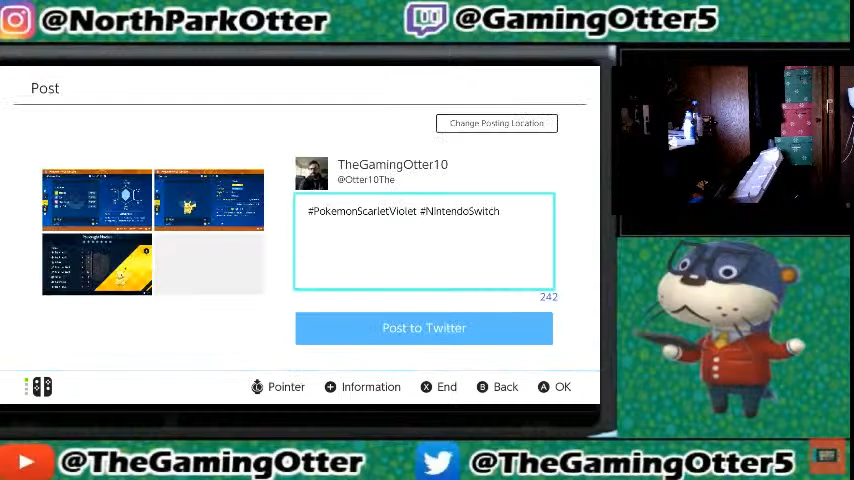 @NorthParkOtter
@GamingOtter5
Post
Change Posting Location
TheGamingOtter10
@Otter10The
#PokemonScarletViolet #NintendoSwitch
242
Post to Twitter
Pointer
Information
End
Back
OK
@TheGamingOtter
@TheGamingOtter5